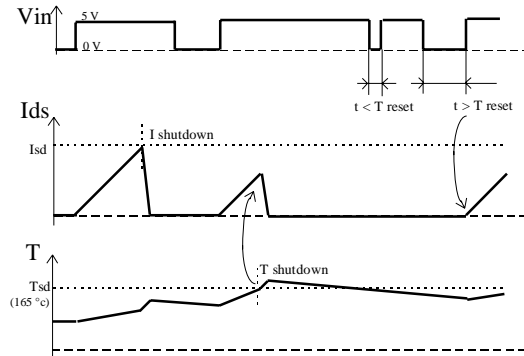 Vin
5 V
0 V
t < T reset
t > T reset
Ids
I shutdown
Isd
T
T shutdown
Tsd
(165 °c)